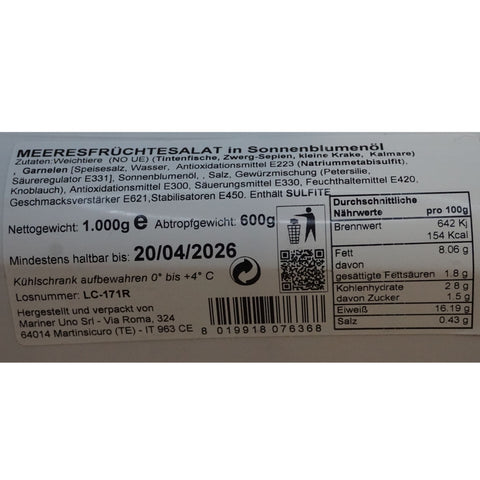 MEERESFRÜCHTESALAT in Sonnenblumenöl
Zutaten:Weichtiere (NO UE) (Tintenfische, Zwerg-Sepien, kleine Krake, Kalmare)
, Garnelen [Speisesalz, Wasser, Antioxidationsmittel E223 (Natriummetabisulfit),
Säureregulator E331], Sonnenblumenöl, , Salz, Gewürzmischung (Petersilie,
Knoblauch), Antioxidationsmittel E300, Säuerungsmittel E330, Feuchthaltemittel E420,
Geschmacksverstärker E621,Stabilisatoren E450. Enthält SULFITE
Nettogewicht: 1.000g e Abtropfgewicht: 600g
Mindestens haltbar bis: 20/04/2026
Kühlschrank aufbewahren 0° bis +4° C
Losnummer: LC-171R
Hergestellt und verpackt von
Mariner Uno Srl - Via Roma, 324
64014 Martinsicuro (TE) - IT 963 CE
8 019918 076368
Durchschnittliche
Nährwerte pro 100g
Brennwert 642 Kj
154 Kcal
Fett 8.06 g
davon
gesättigte Fettsäuren 1.8 g
Kohlenhydrate 2.8 g
davon Zucker 1.5 g
Eiweiß 16.19 g
Salz 0.43 g